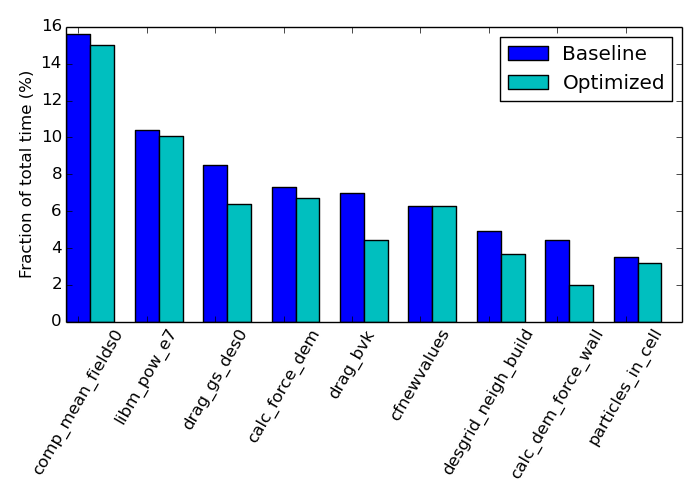 16
14
12
10
8
6
4
2
0
Fraction of total time (%)
Baseline
Optimized
comp_mean_fields0
libm_pow_e7
drag_gs_des0
calc_force_dem
drag_bvk
cfnewvalues
desgrid_neigh_build
calc_dem_force_wall
particles_in_cell